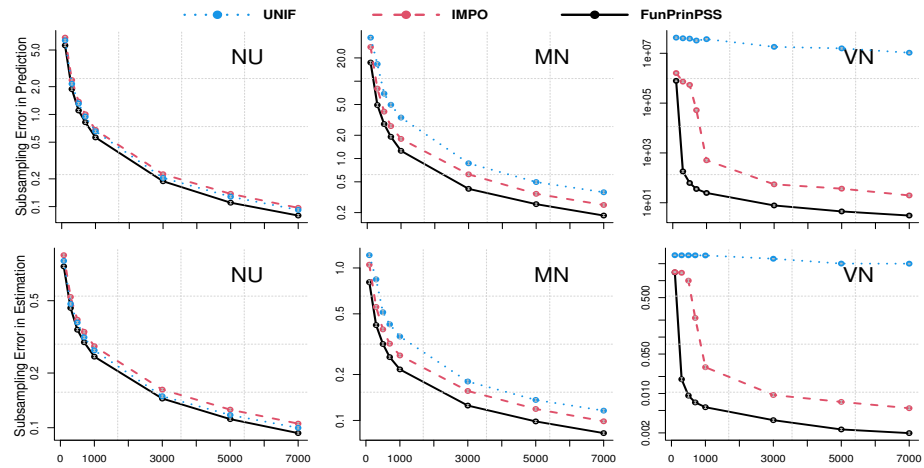 UNIF IMPO FunPrinPSS
Subsampling Error in Prediction
5.0
2.0
1.0
0.5
0.2
0.1
NU
20.0
5.0
2.0
1.0
0.5
0.2
MN
1e+07
1e+05
1e+03
1e+01
VN
Subsampling Error in Estimation
0.5
0.2
0.1
NU
1.0
0.5
0.2
0.1
MN
0.500
0.050
0.010
0.002
VN
0 1000 3000 5000 7000
0 1000 3000 5000 7000
0 1000 3000 5000 7000